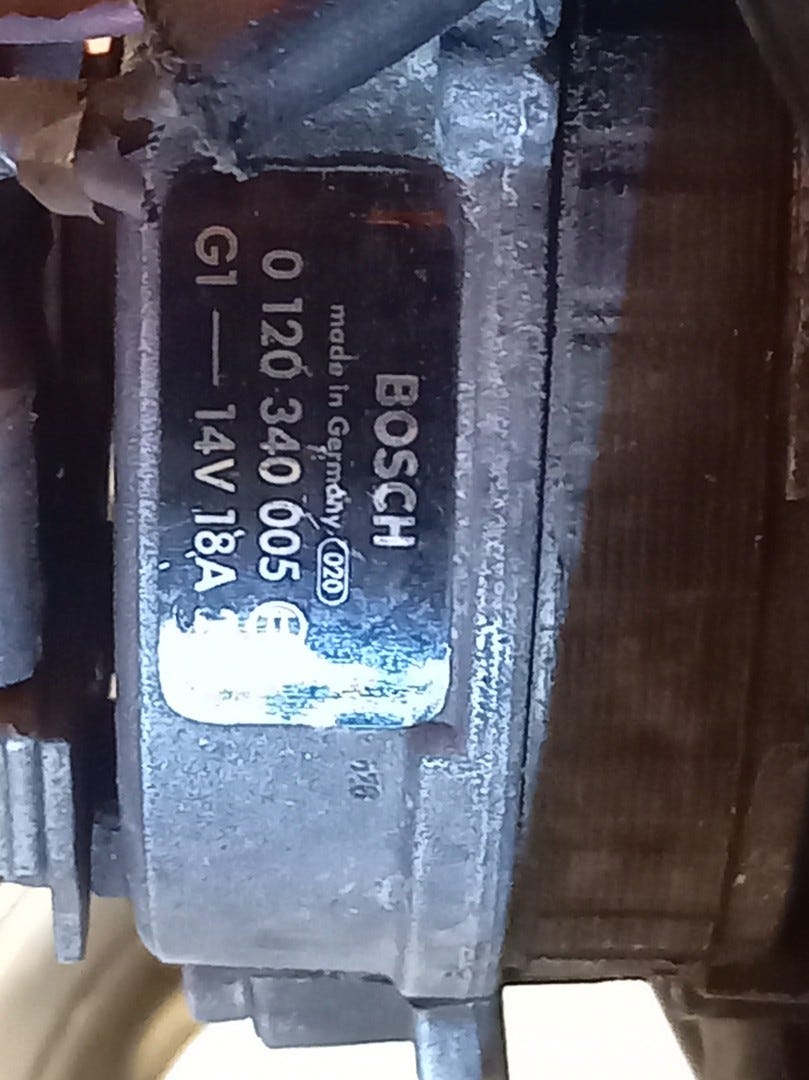 BOSCH
made in Germany 020
0 120 340 005
G1 — 14V 18A